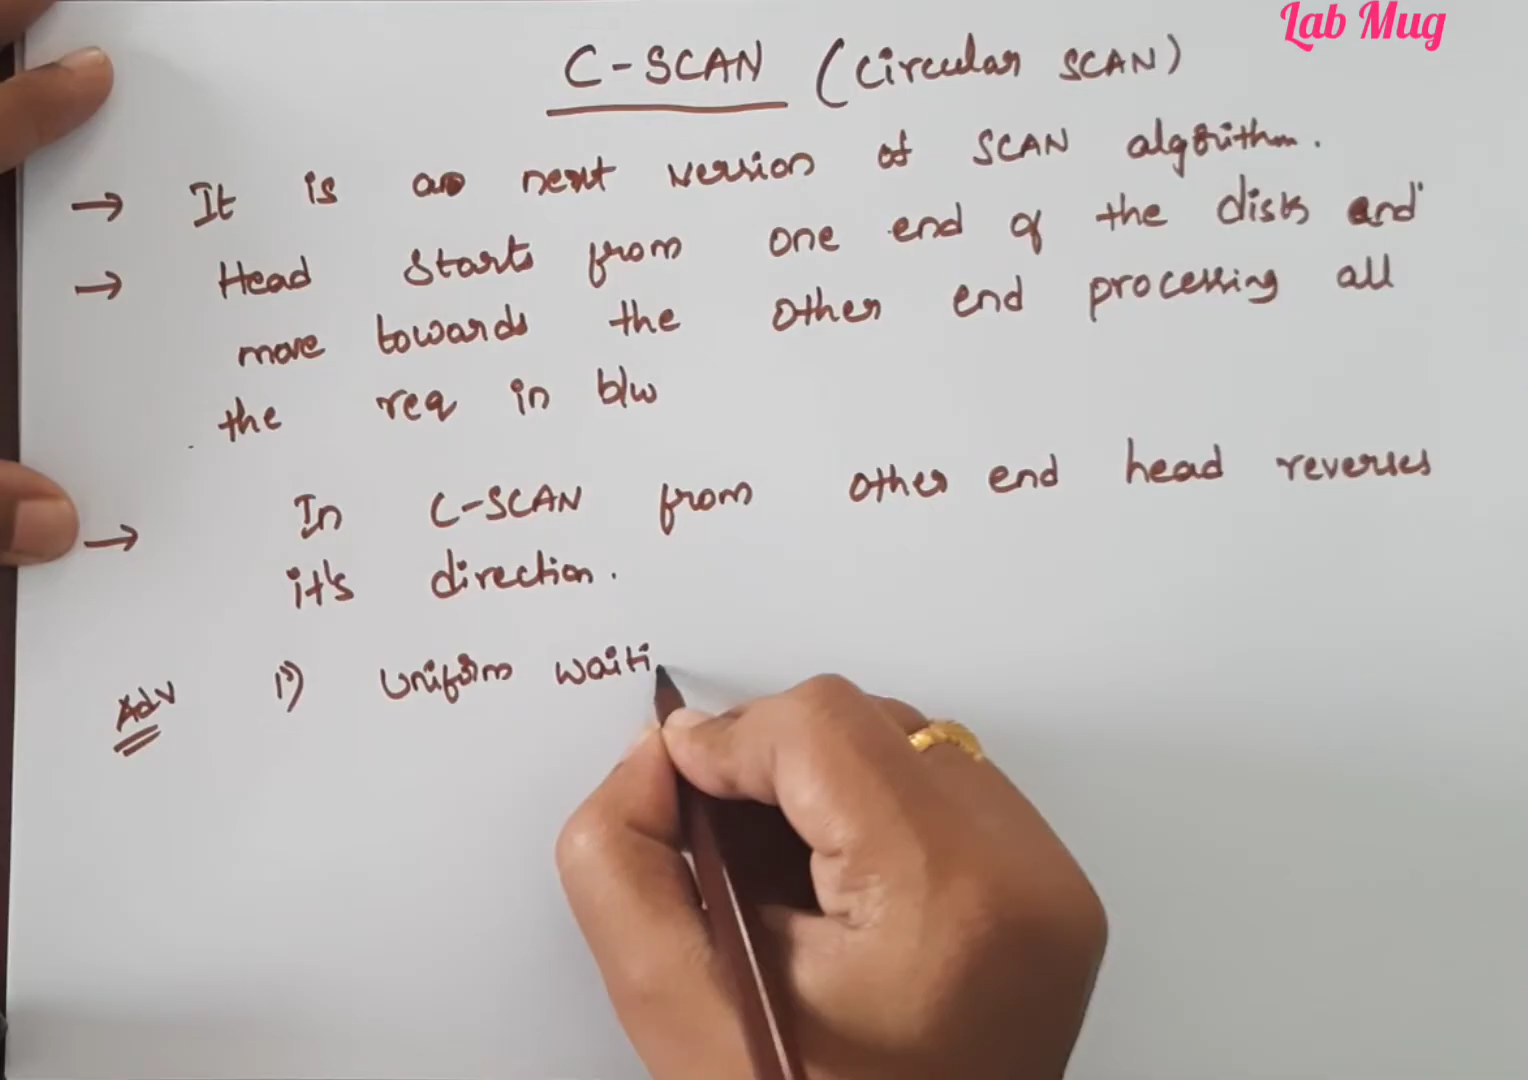 Lab Mug
C-SCAN (Circular SCAN)
→ It is a next version of SCAN algorithm.
→ Head starts from one end of the disk and
move towards the other end processing all
the req in b/w
→ In C-SCAN from other end head reverses
it's direction.
Adv 1) Uniform waiti